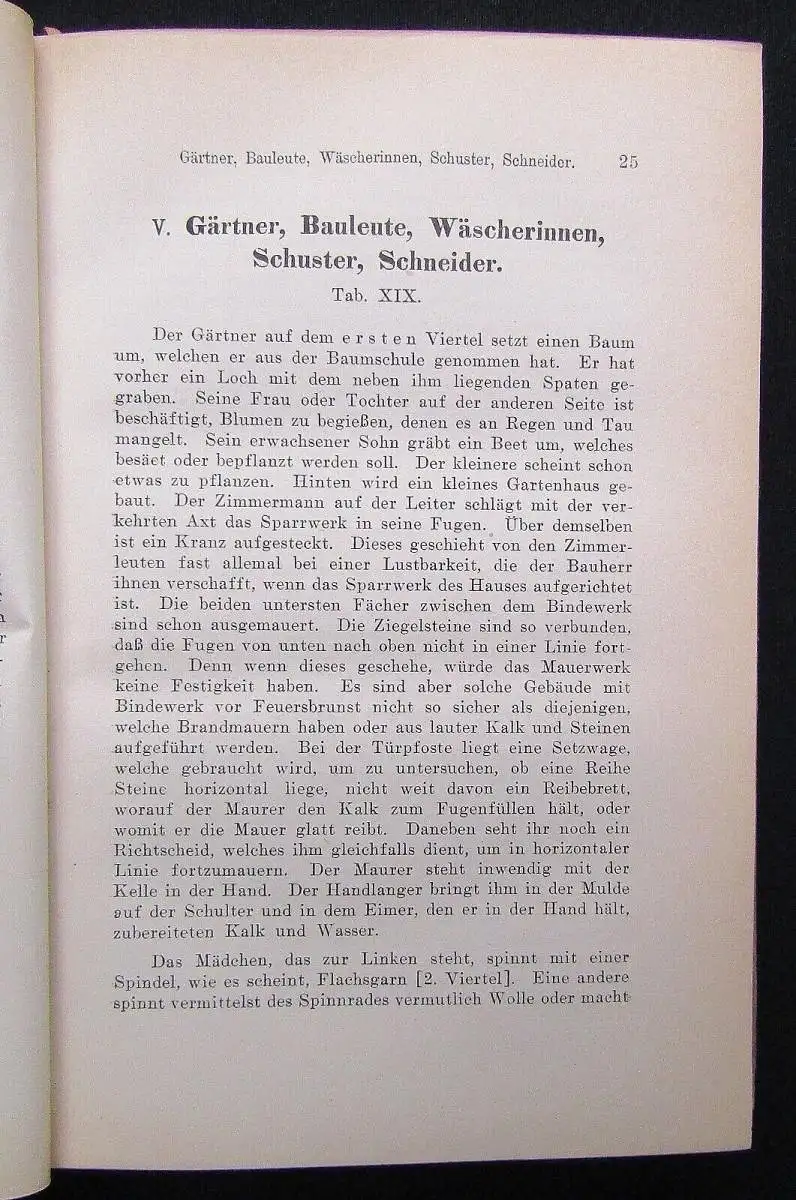 Gärtner, Bauleute, Wäscherinnen, Schuster, Schneider. 25
V. Gärtner, Bauleute, Wäscherinnen,
Schuster, Schneider.
Tab. XIX.
Der Gärtner auf dem ersten Viertel setzt einen Baum
um, welchen er aus der Baumschule genommen hat. Er hat
vorher ein Loch mit dem neben ihm liegenden Spaten ge-
graben. Seine Frau oder Tochter auf der anderen Seite ist
beschäftigt, Blumen zu begießen, denen es an Regen und Tau
mangelt. Sein erwachsener Sohn gräbt ein Beet um, welches
besäet oder bepflanzt werden soll. Der kleinere scheint schon
etwas zu pflanzen. Hinten wird ein kleines Gartenhaus ge-
baut. Der Zimmermann auf der Leiter schlägt mit der ver-
kehrten Axt das Sparrwerk in seine Fugen. Über demselben
ist ein Kranz aufgesteckt. Dieses geschieht von den Zimmer-
leuten fast allemal bei einer Lustbarkeit, die der Bauherr
ihnen verschafft, wenn das Sparrwerk des Hauses aufgerichtet
ist. Die beiden untersten Fächer zwischen dem Bindewerk
sind schon ausgemauert. Die Ziegelsteine sind so verbunden,
daß die Fugen von unten nach oben nicht in einer Linie fort-
gehen. Denn wenn dieses geschehe, würde das Mauerwerk
keine Festigkeit haben. Es sind aber solche Gebäude mit
Bindewerk vor Feuersbrunst nicht so sicher als diejenigen,
welche Brandmauern haben oder aus lauter Kalk und Steinen
aufgeführt werden. Bei der Türpfoste liegt eine Setzwage,
welche gebraucht wird, um zu untersuchen, ob eine Reihe
Steine horizontal liege, nicht weit davon ein Reibebrett,
worauf der Maurer den Kalk zum Fugenfüllen hält, oder
womit er die Mauer glatt reibt. Daneben seht ihr noch ein
Richtscheid, welches ihm gleichfalls dient, um in horizontaler
Linie fortzumauern. Der Maurer steht inwendig mit der
Kelle in der Hand. Der Handlanger bringt ihm in der Mulde
auf der Schulter und in dem Eimer, den er in der Hand hält,
zubereiteten Kalk und Wasser.
Das Mädchen, das zur Linken steht, spinnt mit einer
Spindel, wie es scheint, Flachsgarn [2. Viertel]. Eine andere
spinnt vermittelst des Spinnrades vermutlich Wolle oder macht